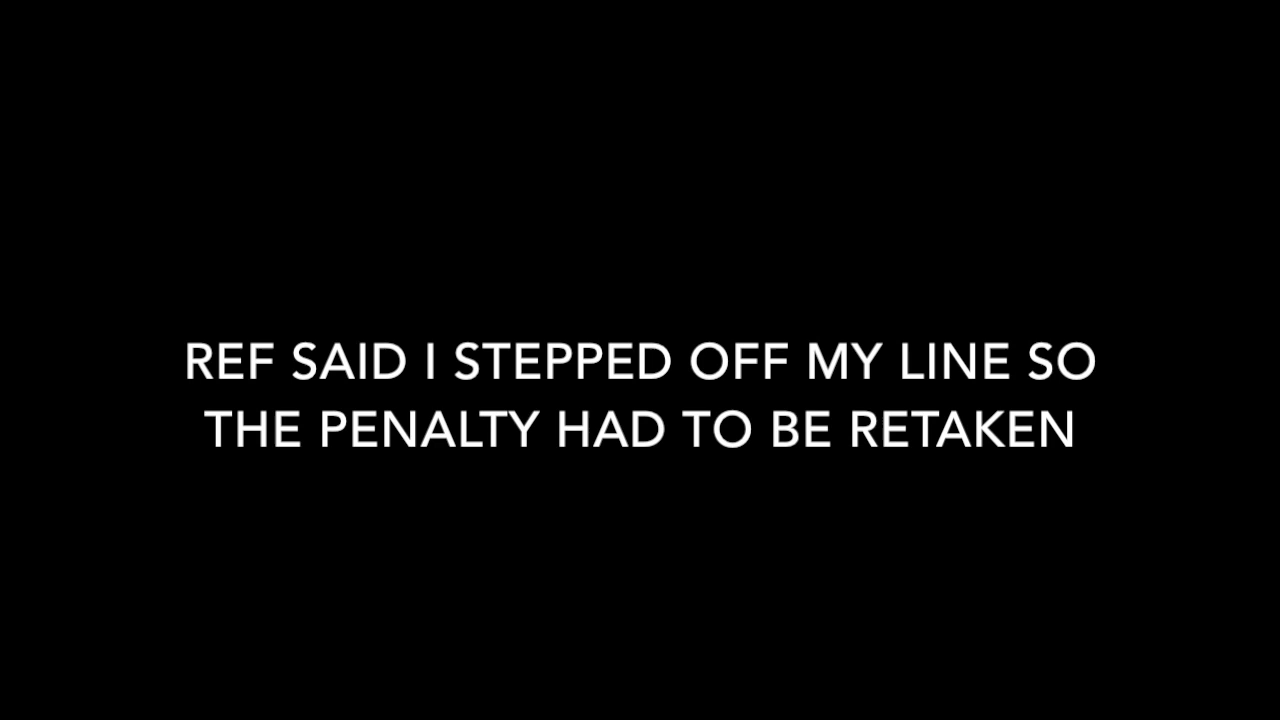 REF SAID I STEPPED OFF MY LINE SO
THE PENALTY HAD TO BE RETAKEN